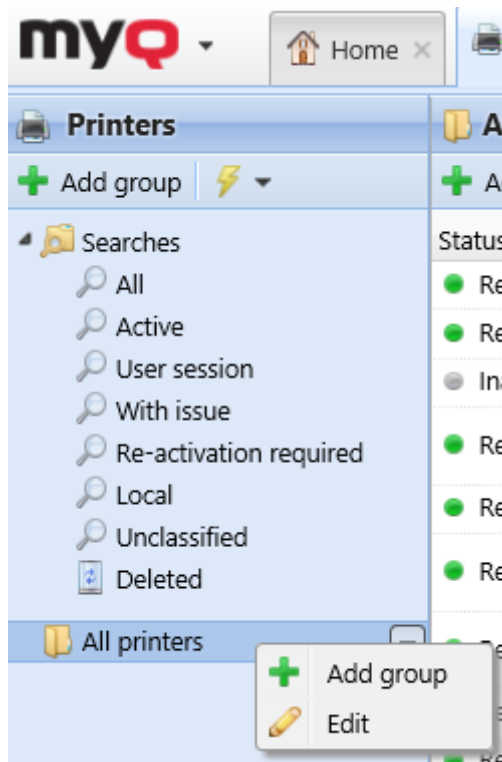 myQ
Home
Printers
Add group
Searches
All
Active
User session
With issue
Re-activation required
Local
Unclassified
Deleted
All printers
Add group
Edit